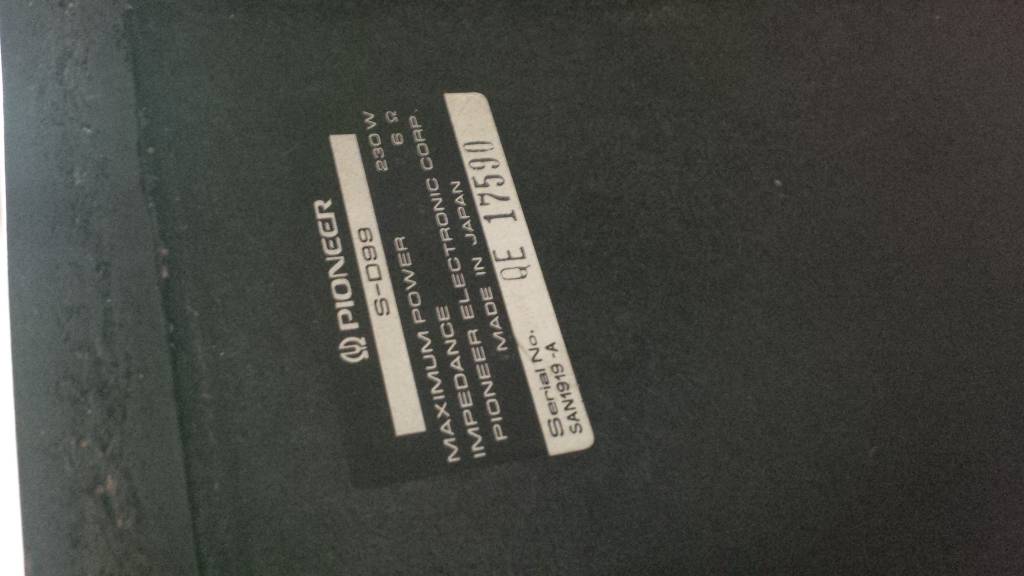 PIONEER
S-D99
MAXIMUM POWER 230 W
IMPEDANCE 6 Ω
PIONEER ELECTRONIC CORP.
MADE IN JAPAN
Serial No. QE 17590
SAN1919-A